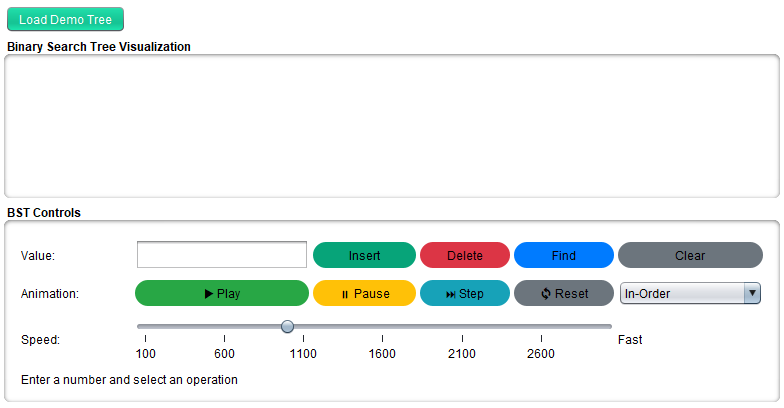 Load Demo Tree
Binary Search Tree Visualization
BST Controls
Value: Insert Delete Find Clear
Animation: Play Pause Step Reset In-Order
Speed: Fast
100 600 1100 1600 2100 2600
Enter a number and select an operation